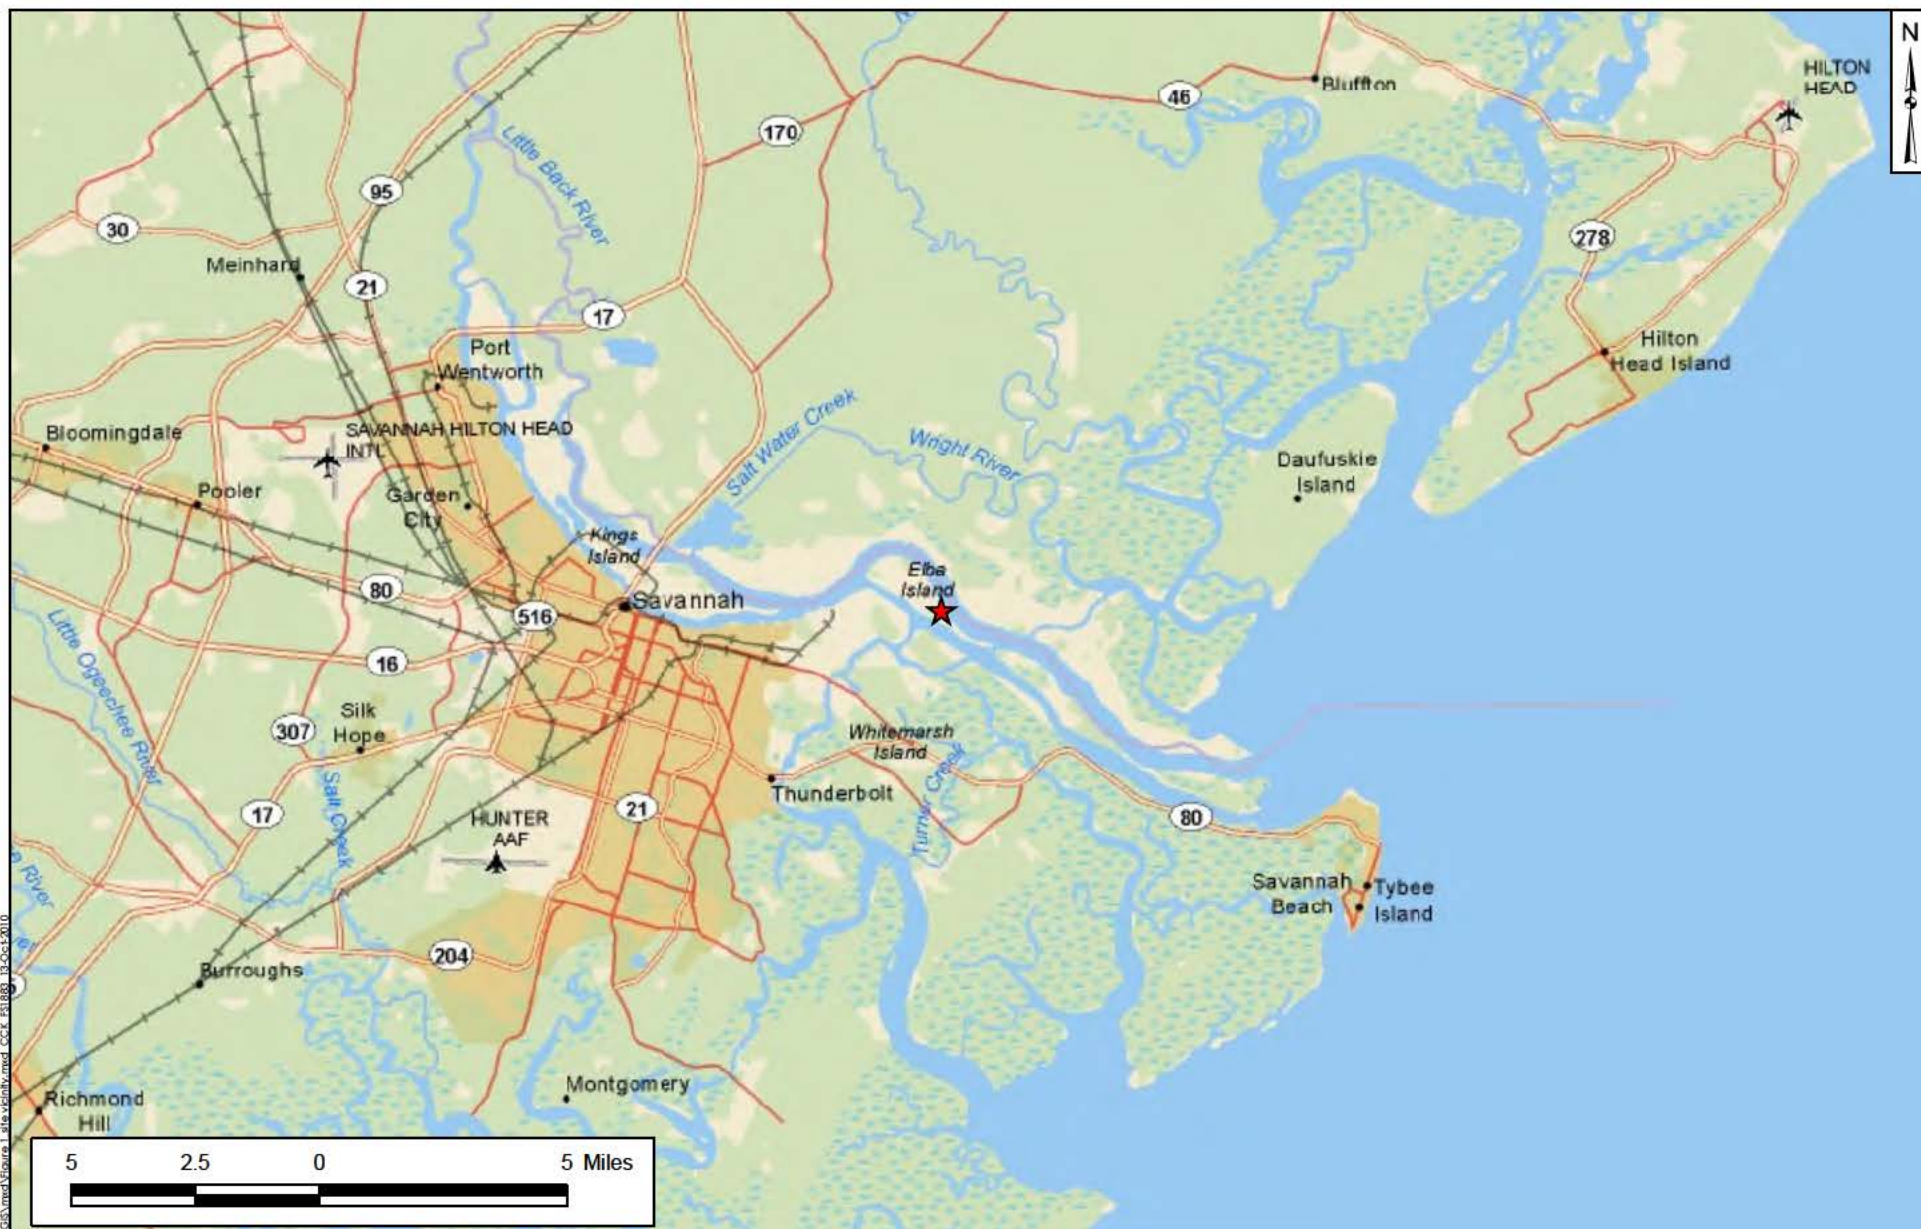 N
HILTON
HEAD
Bluffton
46
170
Little Back River
95
30
278
Meinhard
21
17
Hilton
Head Island
Port
Wentworth
Salt Water Creek
SAVANNAH HILTON HEAD
INTL
Bloomingdale
Wright River
Daufuskie
Island
Pooler
Garden
City
Kings
Island
Elba
Island
80
Savannah
516
Little Ogeechee River
16
Silk
Hope
307
Whitemarsh
Island
Salt Creek
Turner Creek
Thunderbolt
17
21
80
HUNTER
AAF
Savannah
Beach
Tybee
Island
204
Burroughs
Montgomery
Richmond
Hill
5 2.5 0 5 Miles